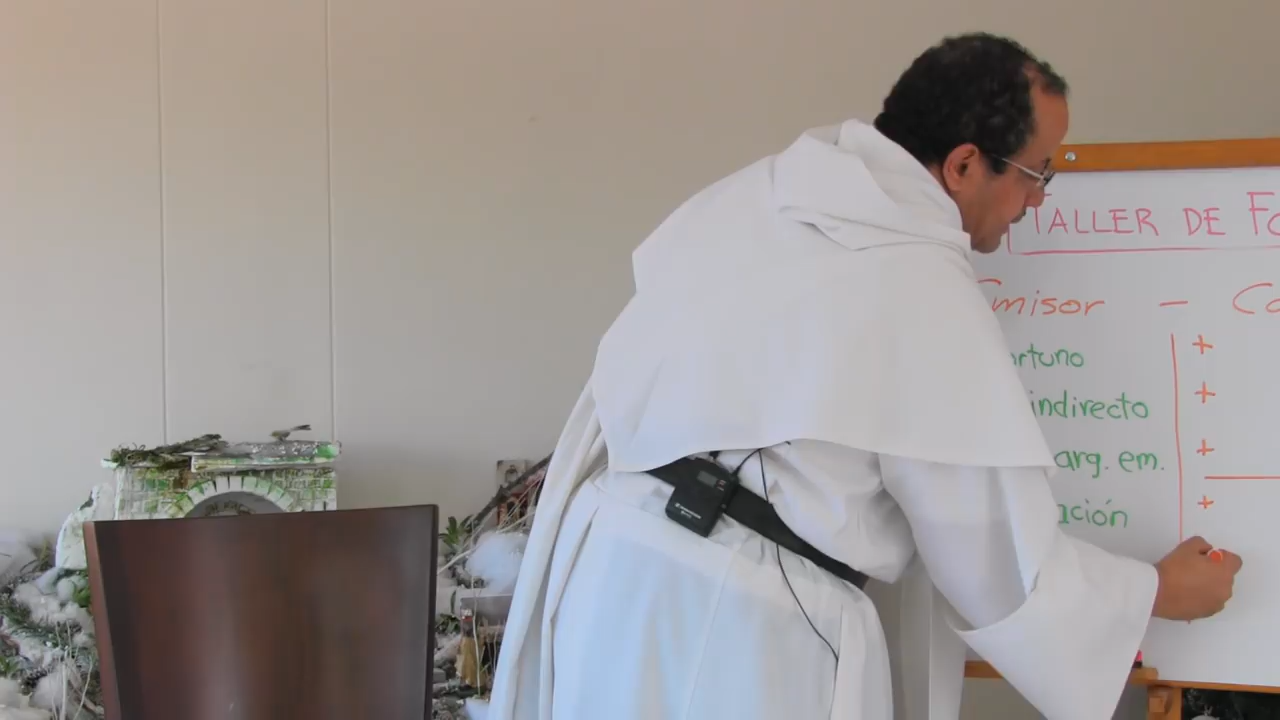 TALLER DE FO
Emisor - Co
ortuno +
indirecto +
arg. em. +
ación +